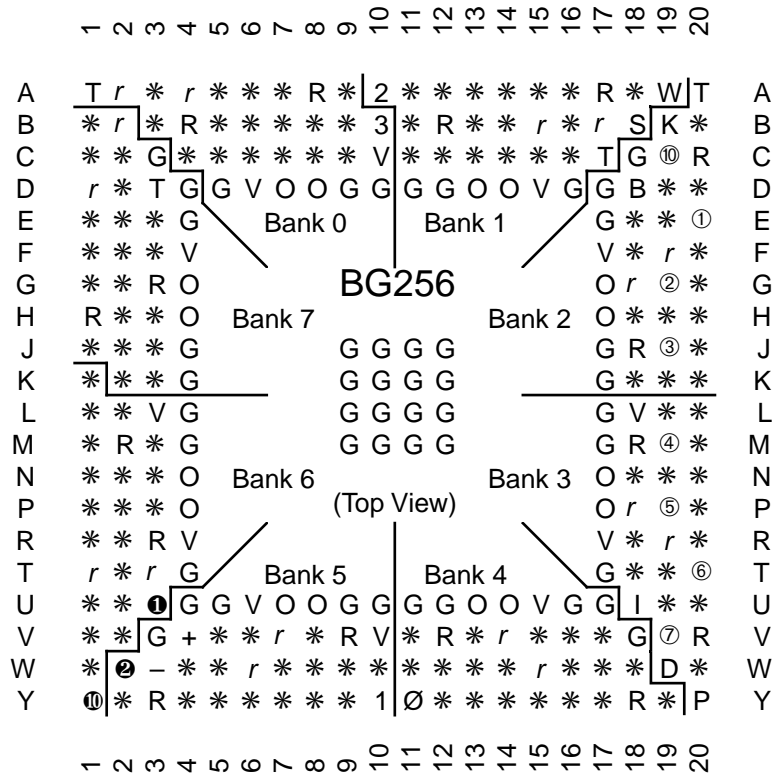 1 2 3 4 5 6 7 8 9 10 11 12 13 14 15 16 17 18 19 20
A T r * r * * * R * 2 * * * * * * R * W T A
B * r * R * * * * * 3 * R * * r * r S K * B
C * * G * * * * * * V * * * * * * T G ⑩ R C
D r * T G G V O O G G G G O O V G G B * * D
E * * * G Bank 0 Bank 1 G * * ① E
F * * * V V * r * F
G * * R O BG256 O r ② * G
H R * * O Bank 7 Bank 2 O * * * H
J * * * G G G G G G R ③ * J
K * * * G G G G G G * * * K
L * * V G G G G G G V * * L
M * R * G G G G G G R ④ * M
N * * * O Bank 6 Bank 3 O * * * N
P * * * O (Top View) O r ⑤ * P
R * * R V V * r * R
T r * r G Bank 5 Bank 4 G * * ⑥ T
U * * ❶ G G V O O G G G G O O V G G I * * U
V * * G + * * r * R V * R * r * * * G ⑦ R V
W * ❷ – * * r * * * * * * * * r * * * D * W
Y ❿ * R * * * * * * 1 Ø * * * * * * R * P Y
1 2 3 4 5 6 7 8 9 10 11 12 13 14 15 16 17 18 19 20